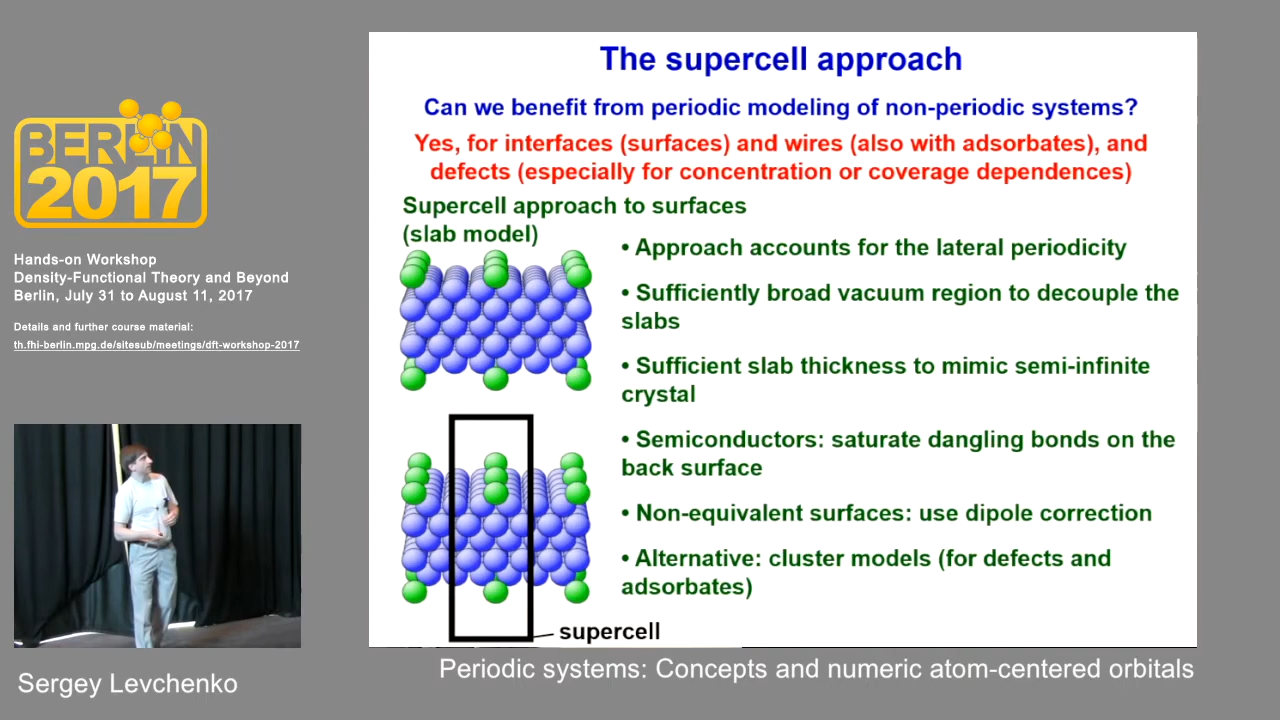 BERLIN
2017
Hands-on Workshop
Density-Functional Theory and Beyond
Berlin, July 31 to August 11, 2017
Details and further course material:
th.fhi-berlin.mpg.de/sitesub/meetings/dft-workshop-2017
Sergey Levchenko
The supercell approach
Can we benefit from periodic modeling of non-periodic systems?
Yes, for interfaces (surfaces) and wires (also with adsorbates), and
defects (especially for concentration or coverage dependences)
Supercell approach to surfaces
(slab model)
• Approach accounts for the lateral periodicity
• Sufficiently broad vacuum region to decouple the
slabs
• Sufficient slab thickness to mimic semi-infinite
crystal
• Semiconductors: saturate dangling bonds on the
back surface
• Non-equivalent surfaces: use dipole correction
• Alternative: cluster models (for defects and
adsorbates)
supercell
Periodic systems: Concepts and numeric atom-centered orbitals